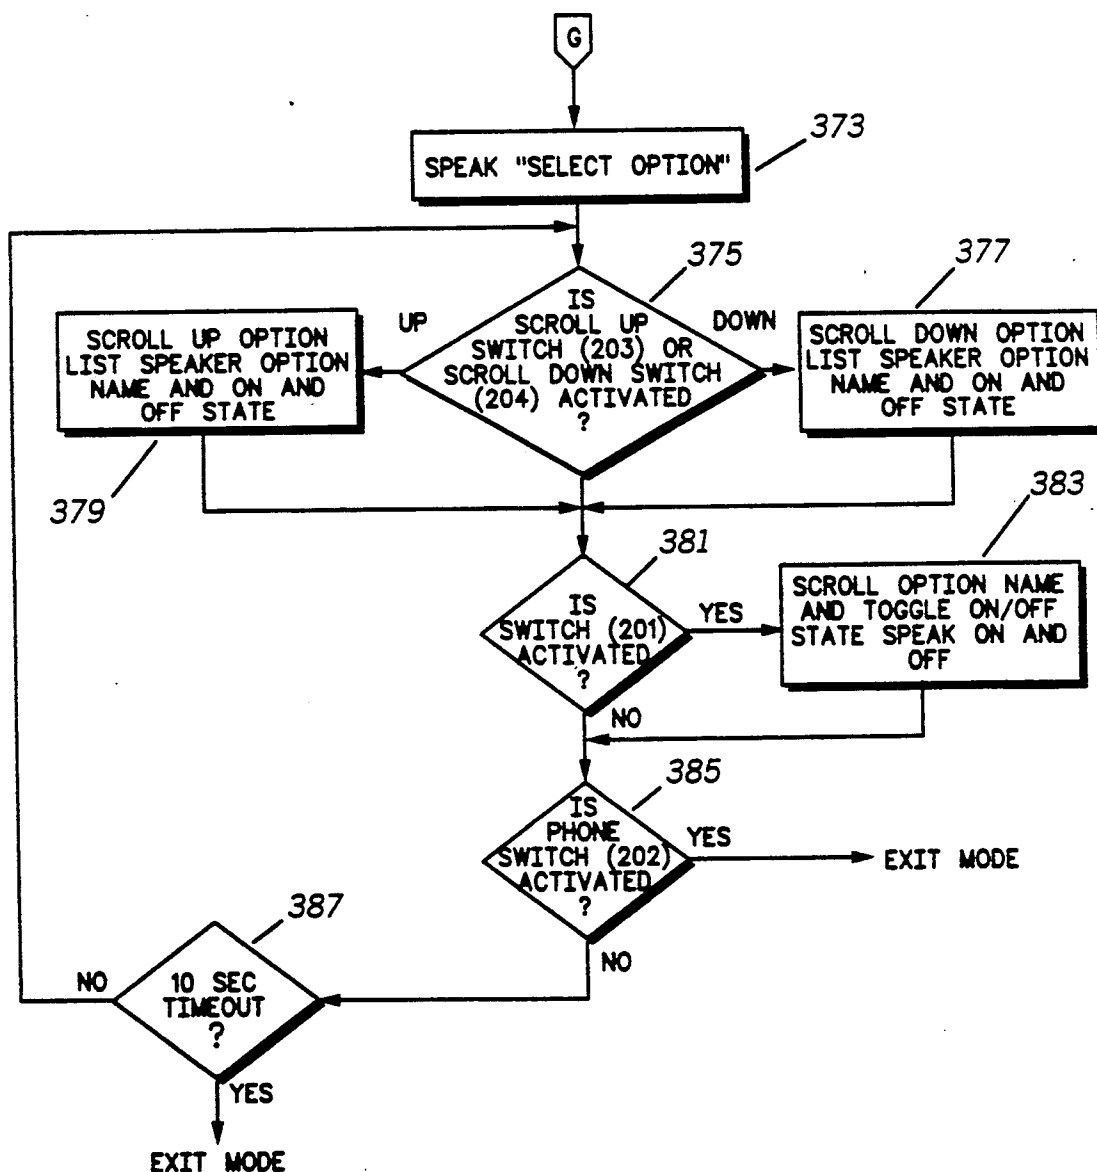 G
373
SPEAK "SELECT OPTION"
375
377
UP
IS
SCROLL UP
SWITCH (203) OR
SCROLL DOWN SWITCH
(204) ACTIVATED
?
DOWN
SCROLL UP OPTION
LIST SPEAKER OPTION
NAME AND ON AND
OFF STATE
SCROLL DOWN OPTION
LIST SPEAKER OPTION
NAME AND ON AND
OFF STATE
379
383
381
IS
SWITCH (201)
ACTIVATED
?
YES
SCROLL OPTION NAME
AND TOGGLE ON/OFF
STATE SPEAK ON AND
OFF
NO
385
IS
PHONE
SWITCH (202)
ACTIVATED
?
YES
EXIT MODE
NO
387
NO
10 SEC
TIMEOUT
?
YES
EXIT MODE